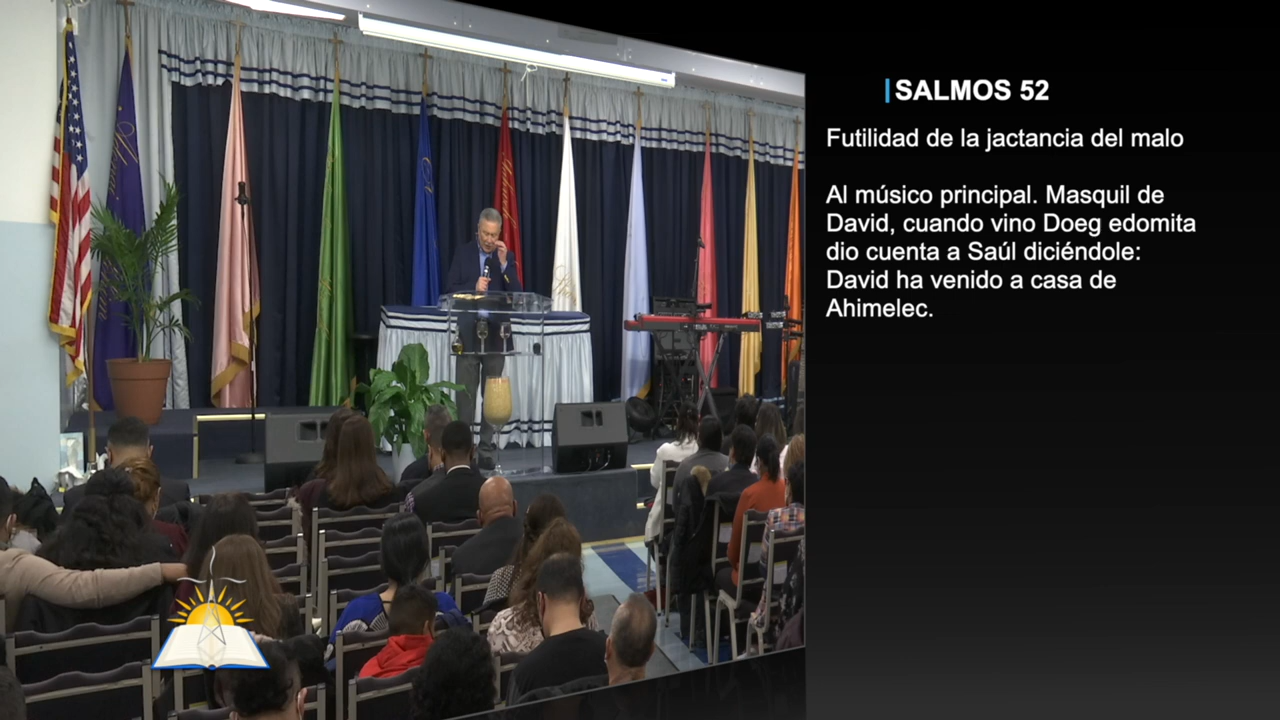 SALMOS 52
Futilidad de la jactancia del malo
Al músico principal. Masquil de
David, cuando vino Doeg edomita
dio cuenta a Saúl diciéndole:
David ha venido a casa de
Ahimelec.